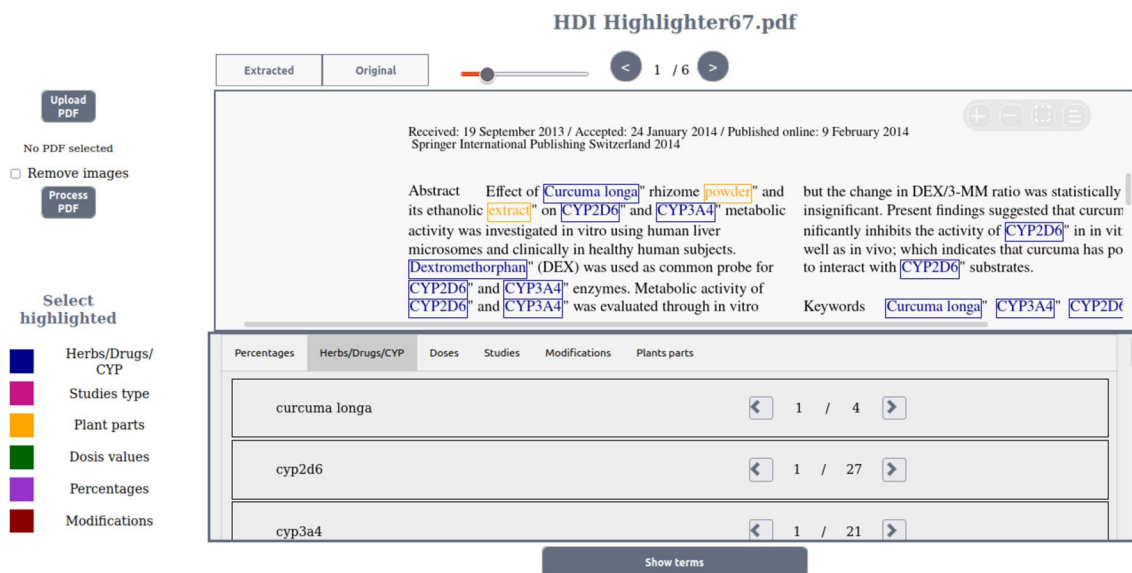 HDI Highlighter67.pdf
Extracted
Original
< 1 / 6 >
Upload
PDF
No PDF selected
Remove images
Process
PDF
Received: 19 September 2013 / Accepted: 24 January 2014 / Published online: 9 February 2014
Springer International Publishing Switzerland 2014
Abstract Effect of Curcuma longa" rhizome powder" and
its ethanolic extract" on CYP2D6" and CYP3A4" metabolic
activity was investigated in vitro using human liver
microsomes and clinically in healthy human subjects.
Dextromethorphan" (DEX) was used as common probe for
CYP2D6" and CYP3A4" enzymes. Metabolic activity of
CYP2D6" and CYP3A4" was evaluated through in vitro
but the change in DEX/3-MM ratio was statistically
insignificant. Present findings suggested that curcum
nificantly inhibits the activity of CYP2D6" in in vit
well as in vivo; which indicates that curcuma has po
to interact with CYP2D6" substrates.
Keywords Curcuma longa" CYP3A4" CYP2D6
Select
highlighted
Herbs/Drugs/
CYP
Studies type
Plant parts
Dosis values
Percentages
Modifications
Percentages Herbs/Drugs/CYP Doses Studies Modifications Plants parts
curcuma longa 1 / 4
cyp2d6 1 / 27
cyp3a4 1 / 21
Show terms